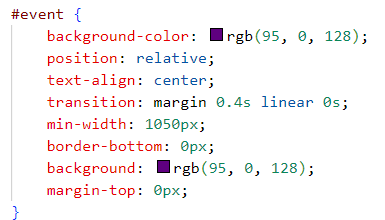 #event {
background-color: rgb(95, 0, 128);
position: relative;
text-align: center;
transition: margin 0.4s linear 0s;
min-width: 1050px;
border-bottom: 0px;
background: rgb(95, 0, 128);
margin-top: 0px;
}